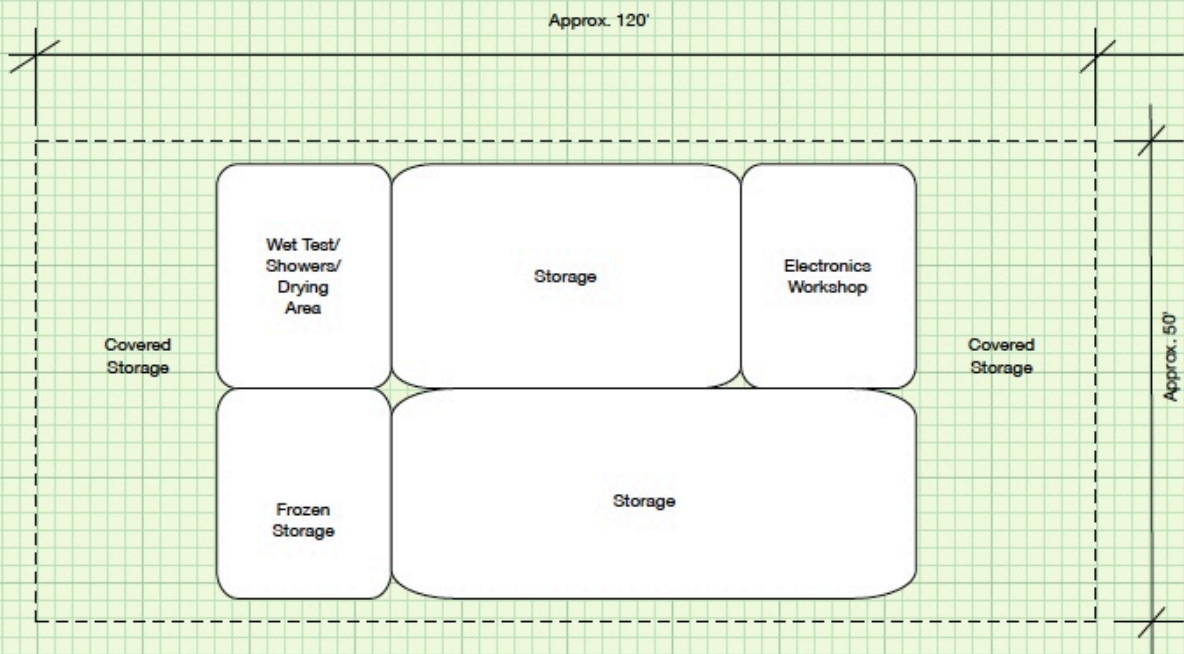 Approx. 120'
Wet Test/
Showers/
Drying
Area
Storage
Electronics
Workshop
Covered
Storage
Covered
Storage
Approx. 50'
Frozen
Storage
Storage